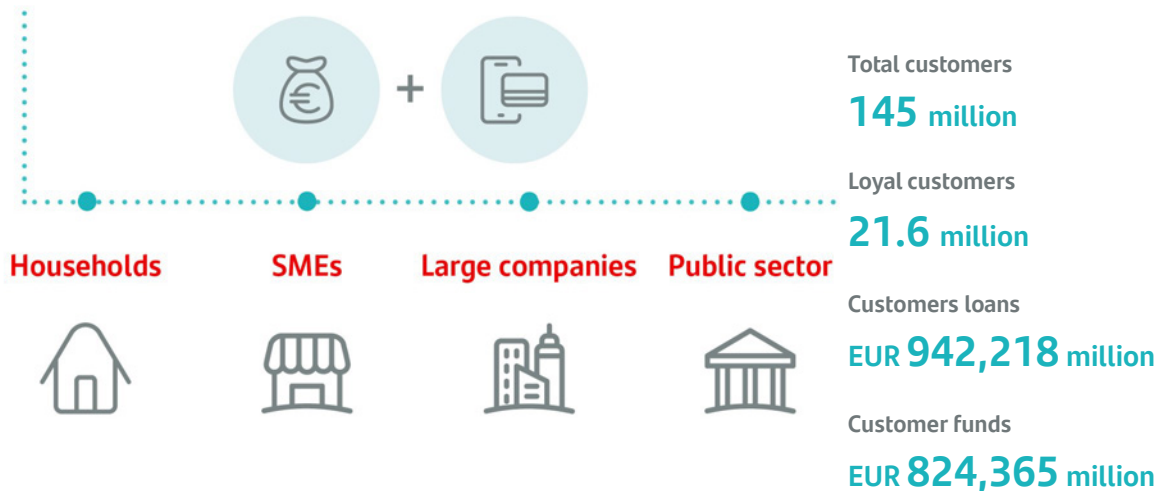 € +
Households SMEs Large companies Public sector
Total customers
145 million
Loyal customers
21.6 million
Customers loans
EUR 942,218 million
Customer funds
EUR 824,365 million